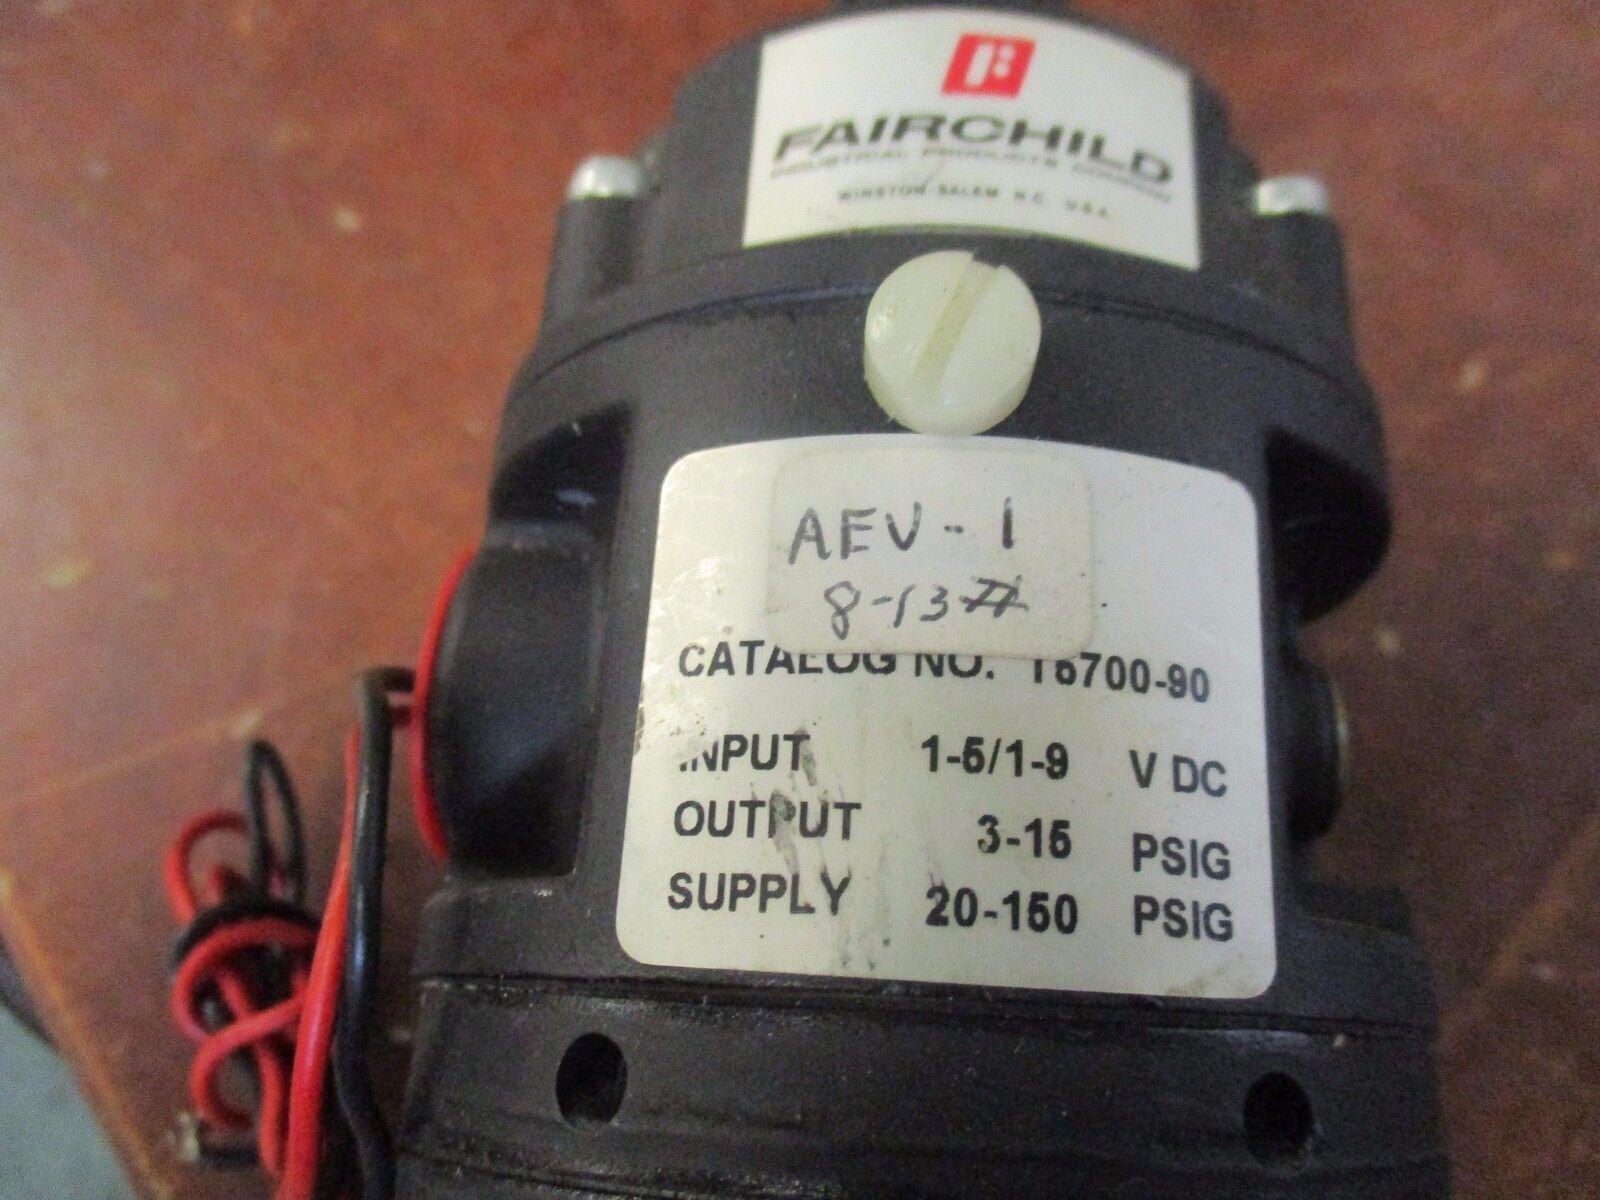 FAIRCHILD
INDUSTRIAL PRODUCTS COMPANY
WINSTON-SALEM N.C. U.S.A.
AEV-1
8-13#
CATALOG NO. T6700-90
INPUT 1-5/1-9 V DC
OUTPUT 3-15 PSIG
SUPPLY 20-150 PSIG